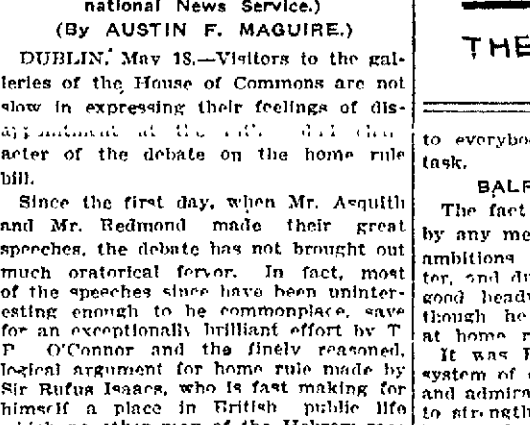 national News Service.)
(By AUSTIN F. MAGUIRE.)
DUBLIN, May 18.—Visitors to the gal-
leries of the House of Commons are not
slow in expressing their feelings of dis-
at the
acter of the debate on the home rule
bill.
Since the first day, when Mr. Asquith
and Mr. Redmond made their great
speeches, the debate has not brought out
much oratorical fervor. In fact, most
of the speeches since have been uninter-
esting enough to be commonplace, save
for an exceptionally brilliant effort by T
P O'Connor and the finely reasoned,
logical argument for home rule made by
Sir Rufus Isaacs, who is fast making for
himself a place in British public life
THE
to everybo
task.
BALF
The fact
by any me
ambitions
ter, and du
good head
though he
at home r
It was
system of
and admira
to strength